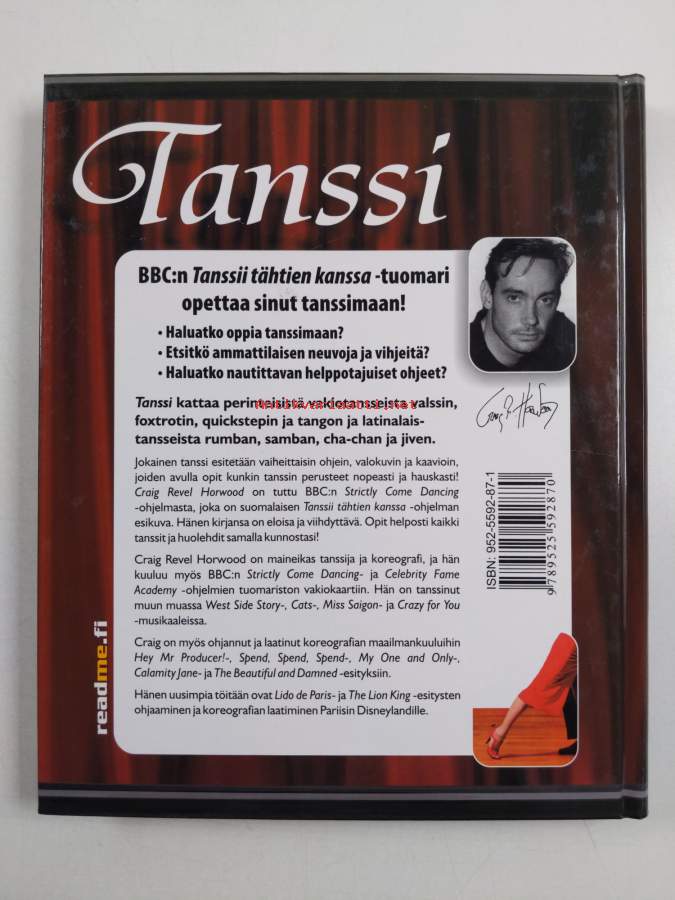 Tanssi
BBC:n Tanssii tähtien kanssa -tuomari
opettaa sinut tanssimaan!
• Haluatko oppia tanssimaan?
• Etsitkö ammattilaisen neuvoja ja vihjeitä?
• Haluatko nautittavan helppotajuiset ohjeet?
Tanssi kattaa perinteisistä vakiotansseista valssin,
foxtrotin, quickstepin ja tangon ja latinalais-
tansseista rumban, samban, cha-chan ja jiven.
Antikvariaatti.net
Jokainen tanssi esitetään vaiheittaisin ohjein, valokuvin ja kaavioin,
joiden avulla opit kunkin tanssin perusteet nopeasti ja hauskasti!
Craig Revel Horwood on tuttu BBC:n Strictly Come Dancing
-ohjelmasta, joka on suomalaisen Tanssii tähtien kanssa -ohjelman
esikuva. Hänen kirjansa on eloisa ja viihdyttävä. Opit helposti kaikki
tanssit ja huolehdit samalla kunnostasi!
Craig Revel Horwood on maineikas tanssija ja koreografi, ja hän
kuuluu myös BBC:n Strictly Come Dancing- ja Celebrity Fame
Academy -ohjelmien tuomariston vakiokaartiin. Hän on tanssinut
muun muassa West Side Story-, Cats-, Miss Saigon- ja Crazy for You
-musikaaleissa.
Craig on myös ohjannut ja laatinut koreografian maailmankuuluihin
Hey Mr Producer!-, Spend, Spend, Spend-, My One and Only-,
Calamity Jane- ja The Beautiful and Damned -esityksiin.
Hänen uusimpia töitään ovat Lido de Paris- ja The Lion King -esitysten
ohjaaminen ja koreografian laatiminen Pariisin Disneylandille.
readme.fi
ISBN: 952-5592-87-1
9789525592870